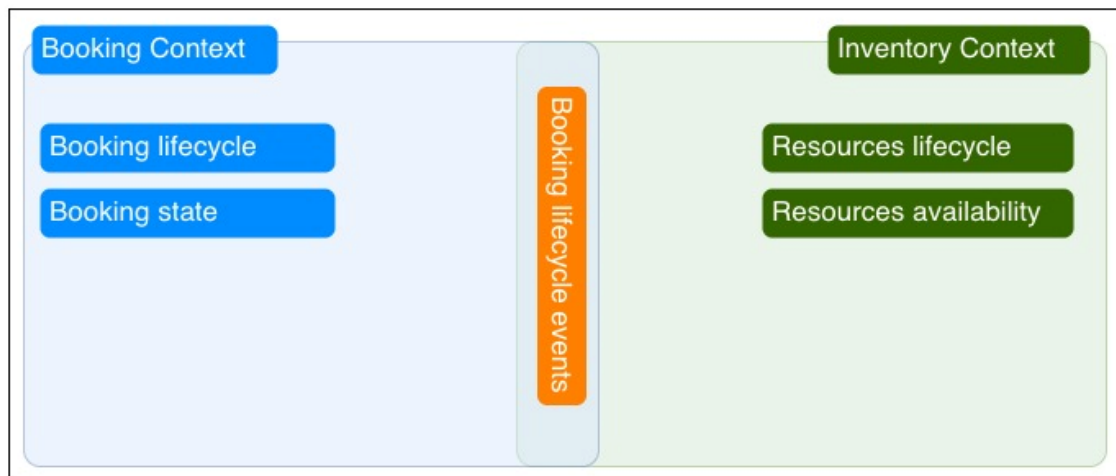 Booking Context
Inventory Context
Booking lifecycle
Booking state
Booking lifecycle events
Resources lifecycle
Resources availability